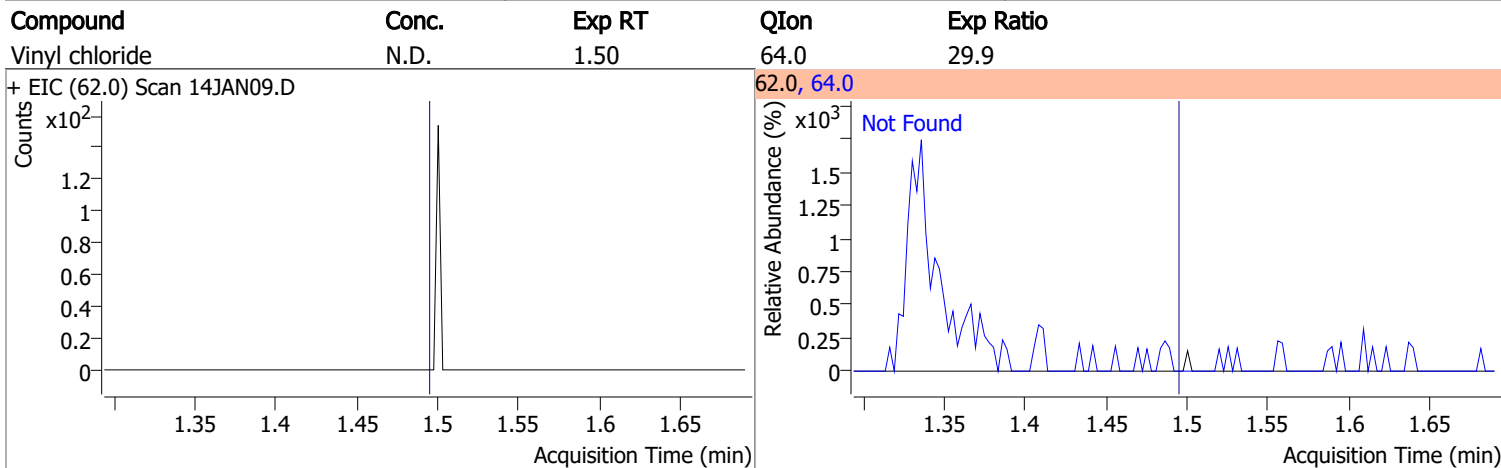 Compound Conc. Exp RT QIon Exp Ratio
Vinyl chloride N.D. 1.50 64.0 29.9
+ EIC (62.0) Scan 14JAN09.D
Counts
x10²
1.2
1
0.8
0.6
0.4
0.2
0
1.35 1.4 1.45 1.5 1.55 1.6 1.65
Acquisition Time (min)
62.0, 64.0
Relative Abundance (%)
x10³
Not Found
1.5
1.25
1
0.75
0.5
0.25
0
1.35 1.4 1.45 1.5 1.55 1.6 1.65
Acquisition Time (min)